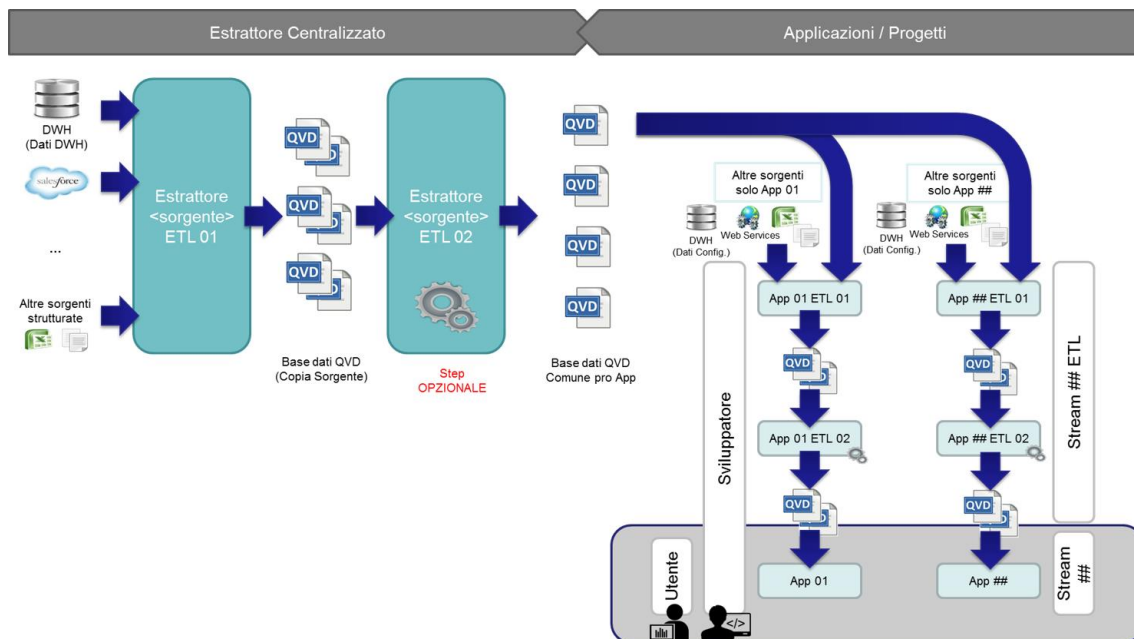 Estrattore Centralizzato
Applicazioni / Progetti
DWH
(Dati DWH)
salesforce
...
Altre sorgenti
strutturate
Estrattore
<sorgente>
ETL 01
QVD
QVD
QVD
Base dati QVD
(Copia Sorgente)
Estrattore
<sorgente>
ETL 02
Step
OPZIONALE
QVD
QVD
QVD
QVD
Base dati QVD
Comune pro App
Altre sorgenti
solo App 01
DWH
(Dati Config.)
Web Services
Altre sorgenti
solo App ##
DWH
(Dati Config.)
Web Services
App 01 ETL 01
QVD
App 01 ETL 02
QVD
App 01
App ## ETL 01
QVD
App ## ETL 02
QVD
App ##
Sviluppatore
Utente
Stream ## ETL
Stream
##
</>